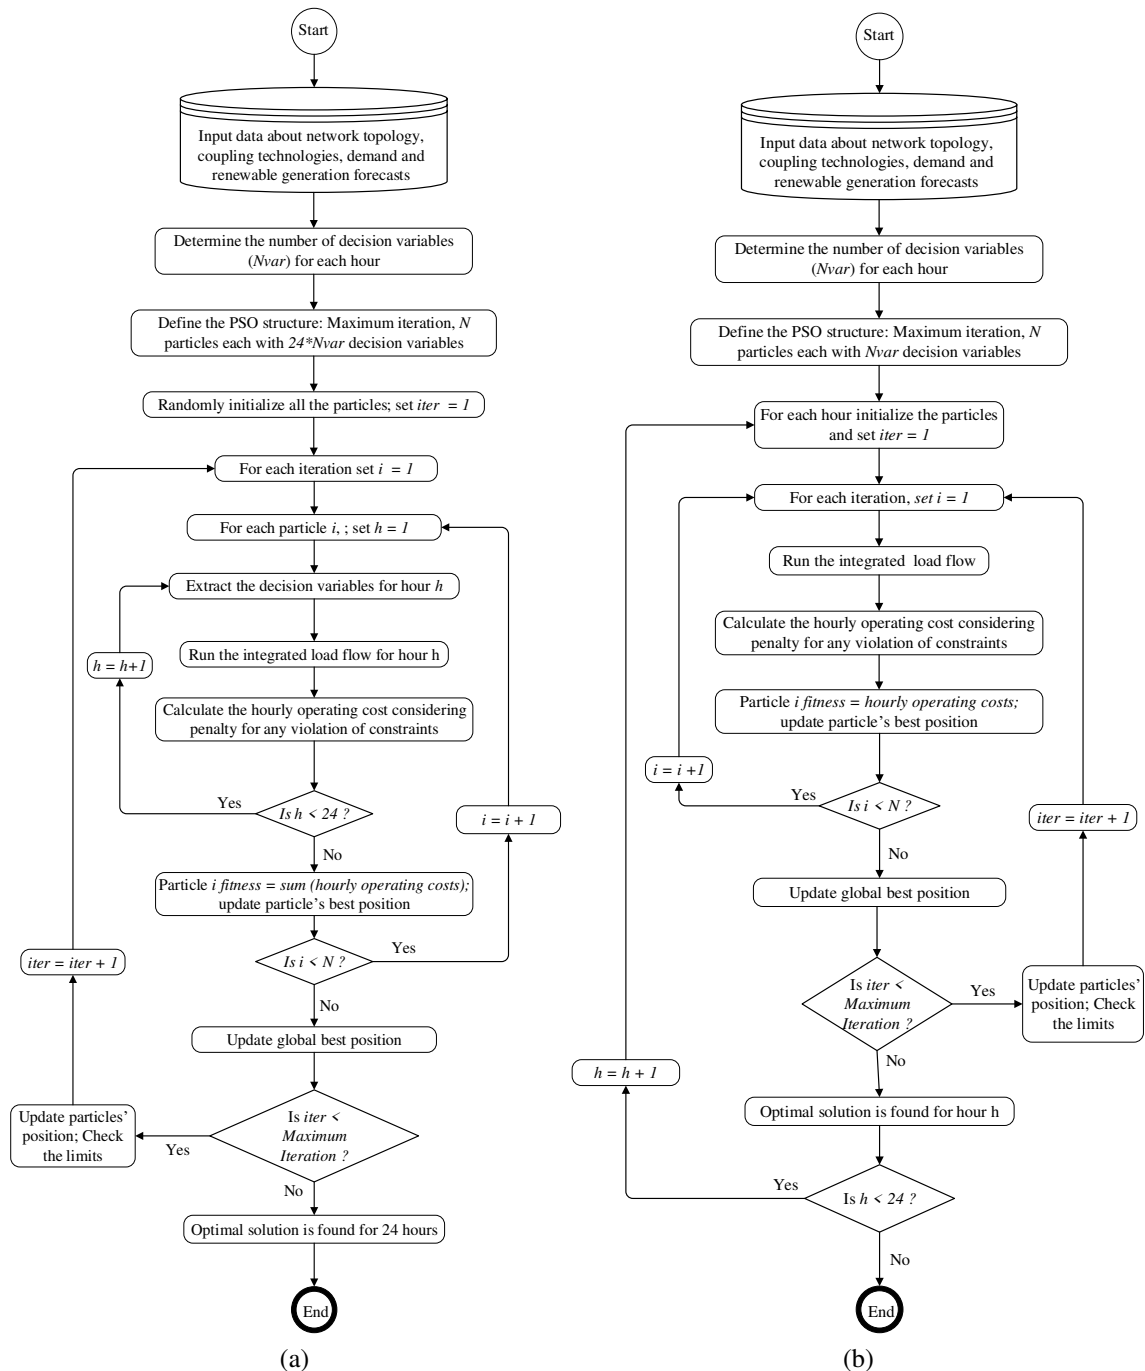 Start
Input data about network topology,
coupling technologies, demand and
renewable generation forecasts
Determine the number of decision variables
(Nvar) for each hour
Define the PSO structure: Maximum iteration, N
particles each with 24*Nvar decision variables
Randomly initialize all the particles; set iter = 1
For each iteration set i = 1
For each particle i, ; set h = 1
Extract the decision variables for hour h
Run the integrated load flow for hour h
h = h+1
Calculate the hourly operating cost considering
penalty for any violation of constraints
Yes
Is h < 24 ?
i = i + 1
No
Particle i fitness = sum (hourly operating costs);
update particle's best position
Yes
Is i < N ?
iter = iter + 1
No
Update global best position
Is iter <
Maximum
Iteration ?
Update particles'
position; Check
the limits
Yes
No
Optimal solution is found for 24 hours
End
(a)
Start
Input data about network topology,
coupling technologies, demand and
renewable generation forecasts
Determine the number of decision variables
(Nvar) for each hour
Define the PSO structure: Maximum iteration, N
particles each with Nvar decision variables
For each hour initialize the particles
and set iter = 1
For each iteration, set i = 1
Run the integrated load flow
Calculate the hourly operating cost considering
penalty for any violation of constraints
Particle i fitness = hourly operating costs;
update particle's best position
i = i +1
Yes
Is i < N ?
iter = iter + 1
No
Update global best position
Is iter <
Maximum
Iteration ?
Yes
Update particles'
position; Check
the limits
No
h = h + 1
Optimal solution is found for hour h
Yes
Is h < 24 ?
No
End
(b)